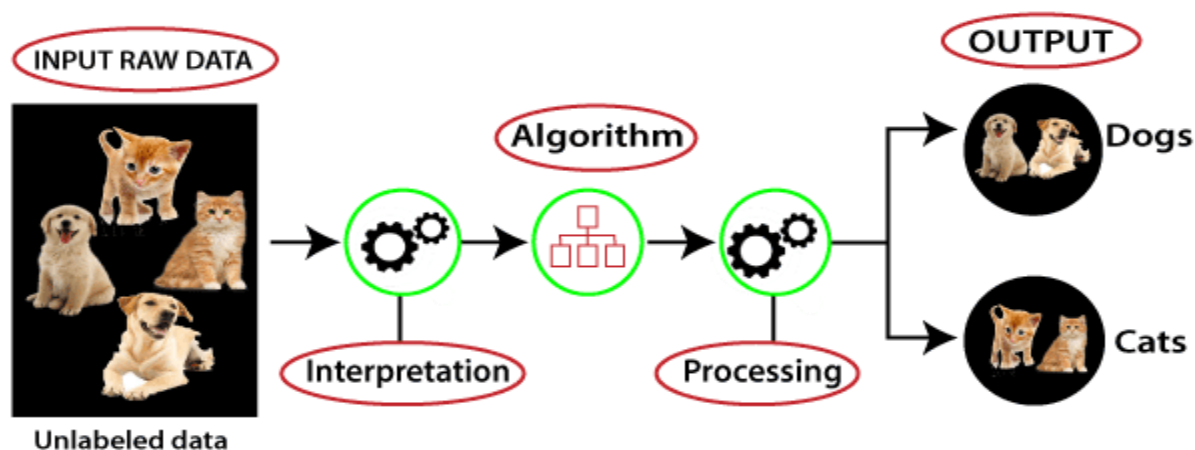 INPUT RAW DATA
Unlabeled data
Interpretation
Algorithm
Processing
OUTPUT
Dogs
Cats